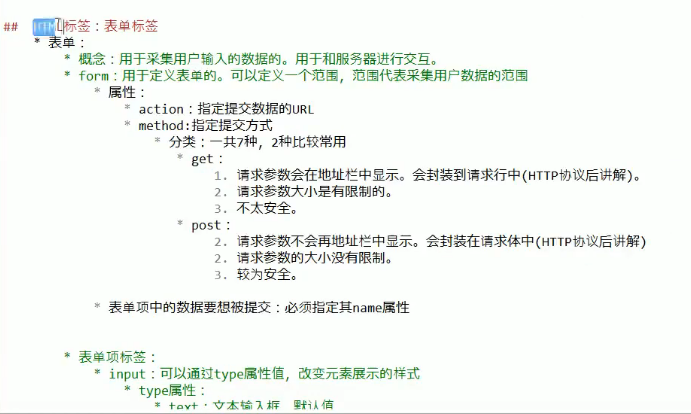 ## HTML标签：表单标签
* 表单：
* 概念：用于采集用户输入的数据的。用于和服务器进行交互。
* form：用于定义表单的。可以定义一个范围，范围代表采集用户数据的范围
* 属性：
* action：指定提交数据的URL
* method:指定提交方式
* 分类：一共7种，2种比较常用
* get：
1. 请求参数会在地址栏中显示。会封装到请求行中(HTTP协议后讲解)。
2. 请求参数大小是有限制的。
3. 不太安全。
* post：
2. 请求参数不会再地址栏中显示。会封装在请求体中(HTTP协议后讲解)
2. 请求参数的大小没有限制。
3. 较为安全。
* 表单项中的数据要想被提交：必须指定其name属性
* 表单项标签：
* input：可以通过type属性值，改变元素展示的样式
* type属性：
* text：文本输入框，默认值